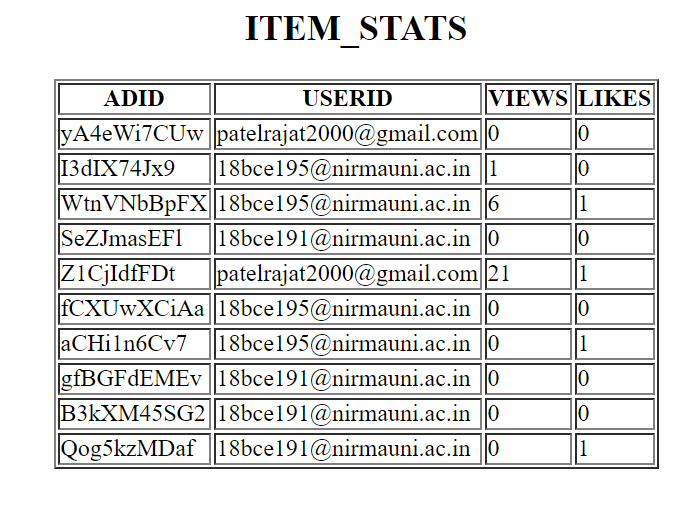 ITEM_STATS
ADID USERID VIEWS LIKES
yA4eWi7CUw patelrajat2000@gmail.com 0 0
I3dIX74Jx9 18bce195@nirmauni.ac.in 1 0
WtnVNbBpFX 18bce195@nirmauni.ac.in 6 1
SeZJmasEFl 18bce191@nirmauni.ac.in 0 0
Z1CjIdfFDt patelrajat2000@gmail.com 21 1
fCXUwXCiAa 18bce195@nirmauni.ac.in 0 0
aCHi1n6Cv7 18bce195@nirmauni.ac.in 0 1
gfBGFdEMEv 18bce191@nirmauni.ac.in 0 0
B3kXM45SG2 18bce191@nirmauni.ac.in 0 0
Qog5kzMDaf 18bce191@nirmauni.ac.in 0 1